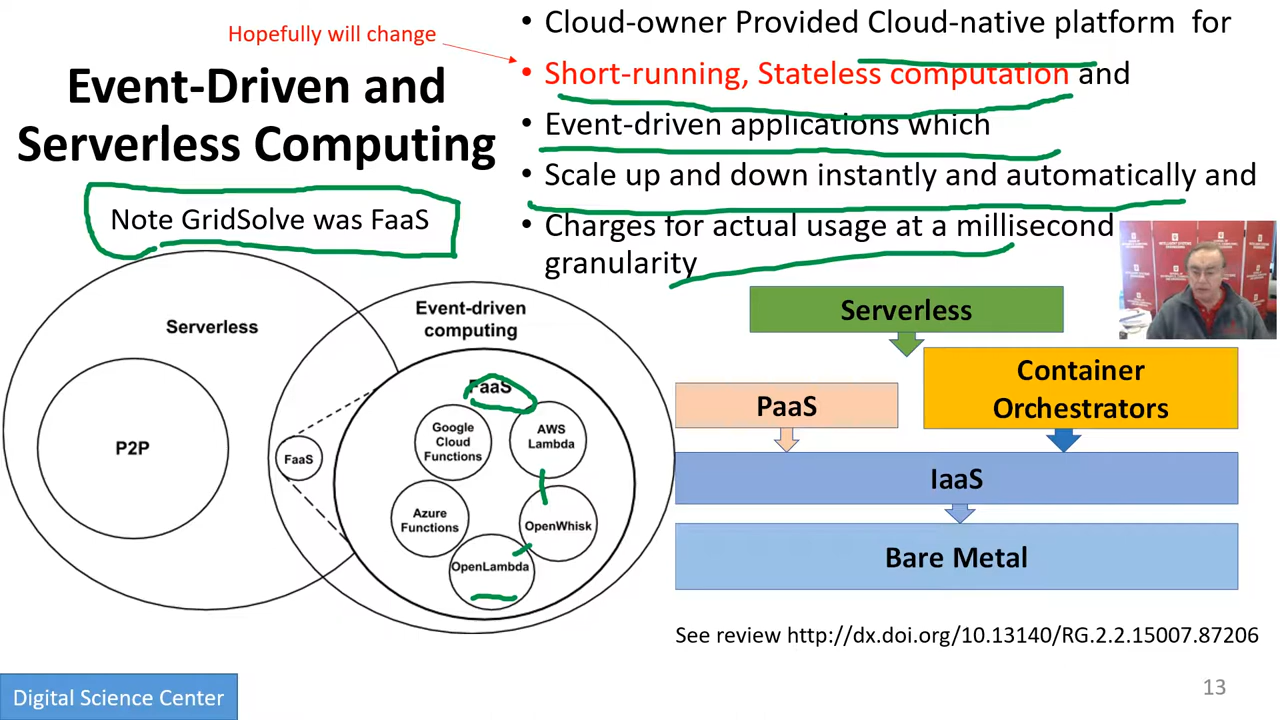 Hopefully will change
Event-Driven and
Serverless Computing
Note GridSolve was FaaS
• Cloud-owner Provided Cloud-native platform for
• Short-running, Stateless computation and
• Event-driven applications which
• Scale up and down instantly and automatically and
• Charges for actual usage at a millisecond
granularity
Serverless
P2P
FaaS
Event-driven
computing
FaaS
Google
Cloud
Functions
AWS
Lambda
Azure
Functions
OpenWhisk
OpenLambda
Serverless
PaaS
Container
Orchestrators
IaaS
Bare Metal
See review http://dx.doi.org/10.13140/RG.2.2.15007.87206
Digital Science Center
13